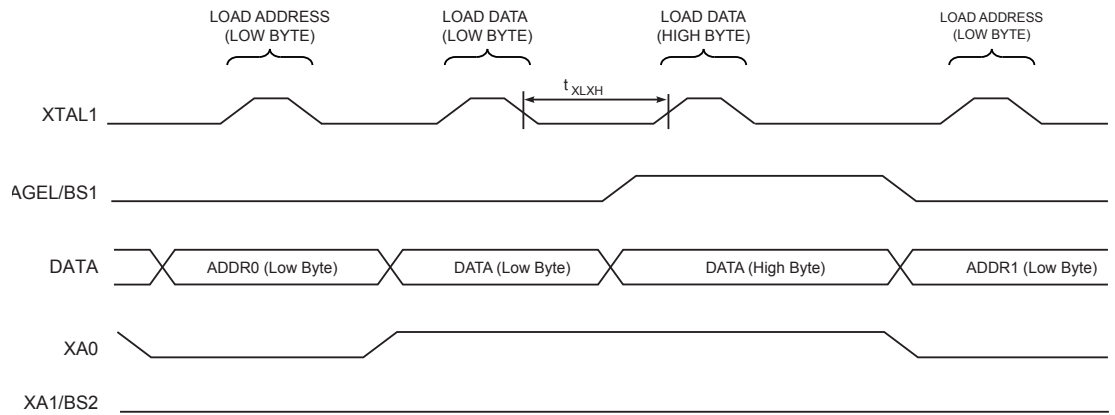 LOAD ADDRESS LOAD DATA LOAD DATA LOAD ADDRESS
(LOW BYTE) (LOW BYTE) (HIGH BYTE) (LOW BYTE)
t XLXH
XTAL1
AGEL/BS1
DATA ADDR0 (Low Byte) DATA (Low Byte) DATA (High Byte) ADDR1 (Low Byte)
XA0
XA1/BS2